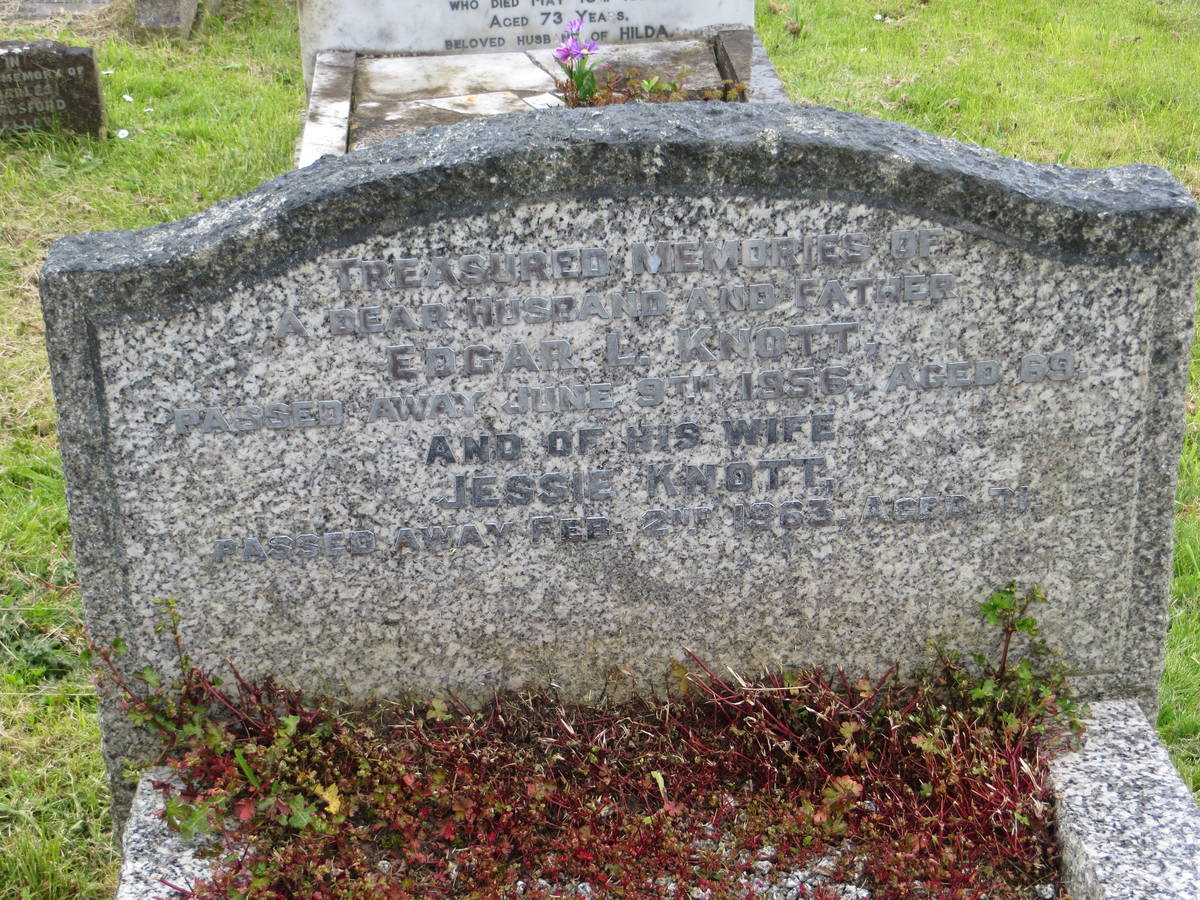 WHO DIED MAY
AGED 73 YEARS.
BELOVED HUSBAND OF HILDA.
IN
MEMORY OF
TREASURED MEMORIES OF
A DEAR HUSBAND AND FATHER
EDGAR L. KNOTT.
PASSED AWAY JUNE 9TH 1956. AGED 69.
AND OF HIS WIFE
JESSIE KNOTT.
PASSED AWAY FEB. 2ND 1963. AGED 71.